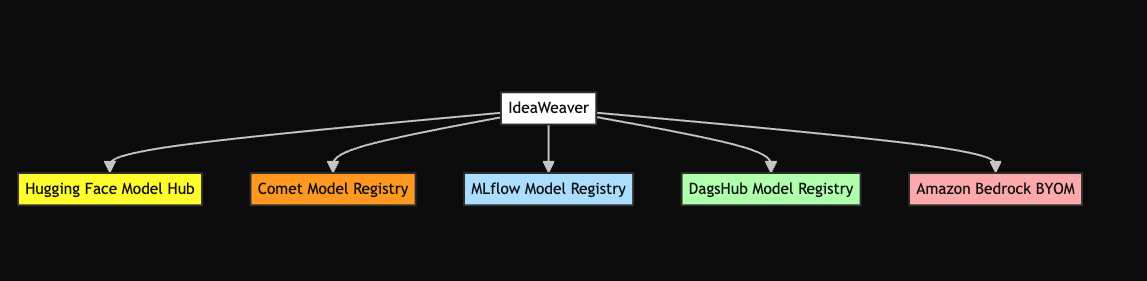 IdeaWeaver
Hugging Face Model Hub
Comet Model Registry
MLflow Model Registry
DagsHub Model Registry
Amazon Bedrock BYOM